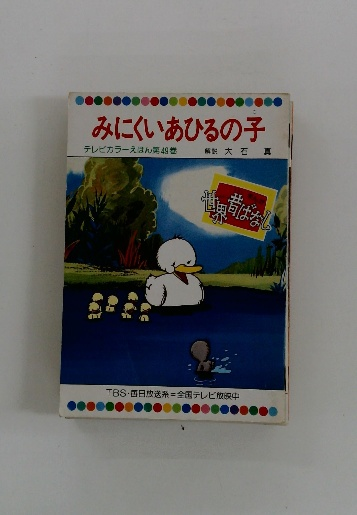 みにくいあひるの子
テレビカラーえほん第49巻 解説 大石 真
世界昔ばなし
TBS・毎日放送系=全国テレビ放映中